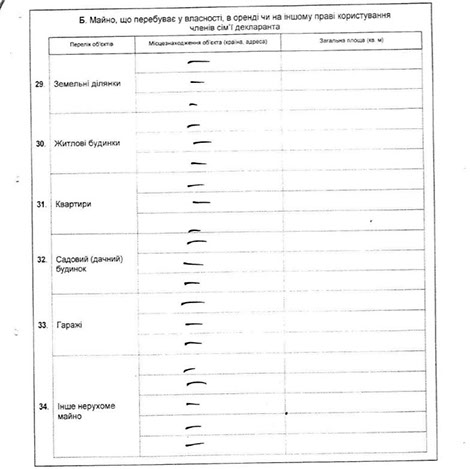 Б. Майно, що перебуває у власності, в оренді чи на іншому праві користування
членів сім'ї декларанта
Перелік об'єктів Місцезнаходження об'єкта (країна, адреса) Загальна площа (кв. м)
29. Земельні ділянки —
—
—
30. Житлові будинки —
—
—
31. Квартири —
—
—
32. Садовий (дачний)
будинок —
—
—
33. Гаражі —
—
—
34. Інше нерухоме
майно —
—
—
—
—